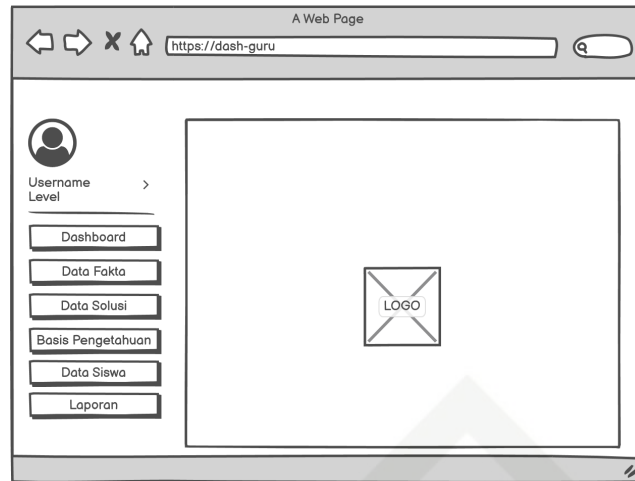 A Web Page
https://dash-guru
Username
Level
Dashboard
Data Fakta
Data Solusi
Basis Pengetahuan
Data Siswa
Laporan
LOGO